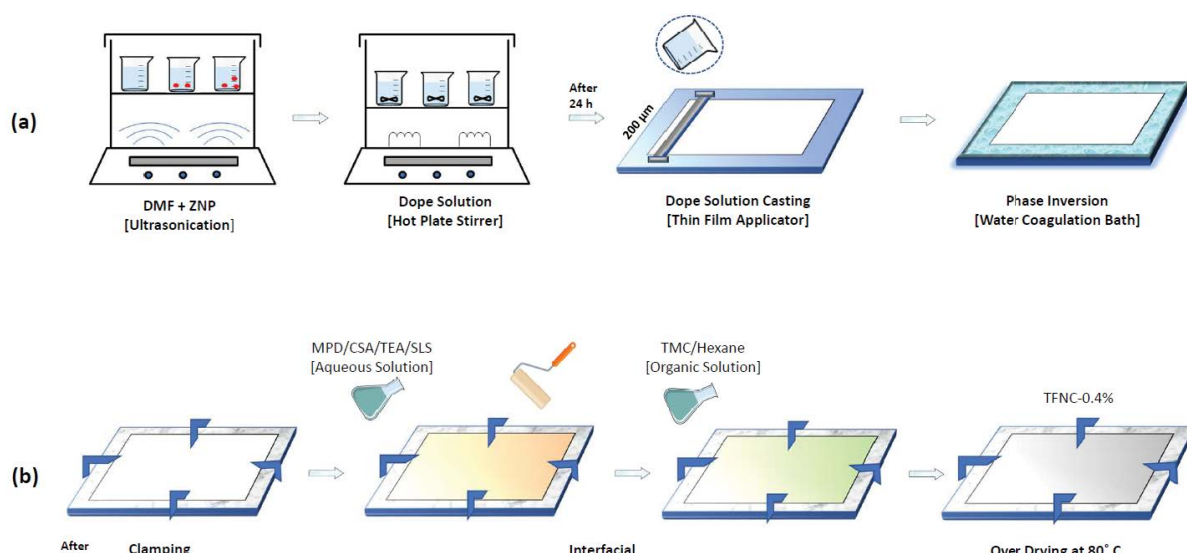 (a)
DMF + ZNP
[Ultrasonication]
Dope Solution
[Hot Plate Stirrer]
After
24 h
200 µm
Dope Solution Casting
[Thin Film Applicator]
Phase Inversion
[Water Coagulation Bath]
(b)
MPD/CSA/TEA/SLS
[Aqueous Solution]
TMC/Hexane
[Organic Solution]
TFNC-0.4%
After
Clamping
Interfacial
Over Drying at 80˚ C